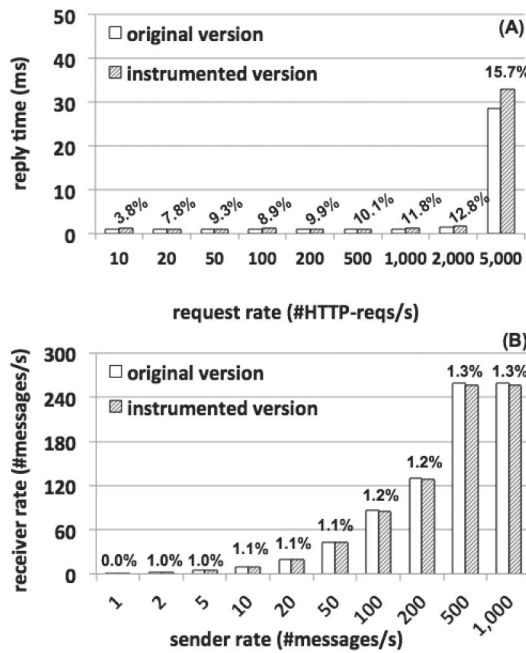 (A)
50
40
30
20
10
0
reply time (ms)
original version
instrumented version
3.8% 7.8% 9.3% 8.9% 9.9% 10.1% 11.8% 12.8% 15.7%
10 20 50 100 200 500 1,000 2,000 5,000
request rate (#HTTP-reqs/s)
(B)
300
240
180
120
60
0
receiver rate (#messages/s)
original version
instrumented version
0.0% 1.0% 1.0% 1.1% 1.1% 1.1% 1.2% 1.2% 1.3% 1.3%
1 2 5 10 20 50 100 200 500 1,000
sender rate (#messages/s)